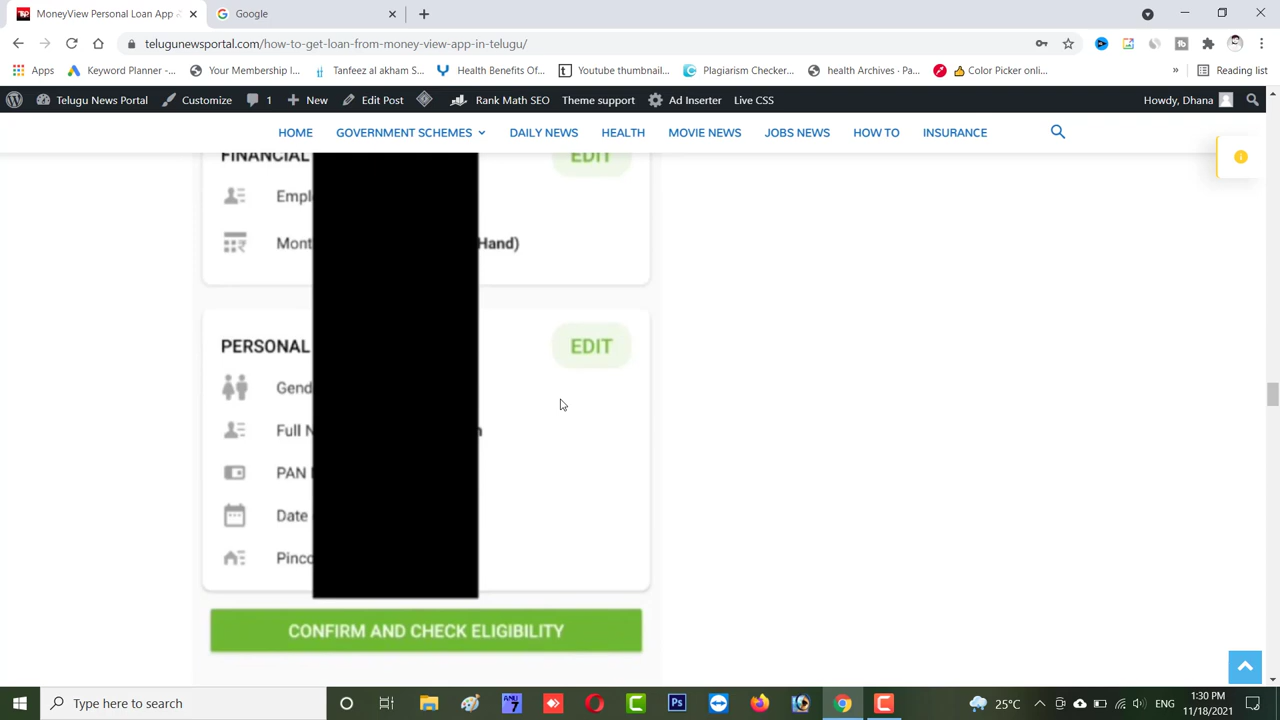 MoneyView Personal Loan App
Google
telugunewsportal.com/how-to-get-loan-from-money-view-app-in-telugu/
Apps
Keyword Planner -...
Your Membership I...
Tanfeez al akham S...
Health Benefits Of...
Youtube thumbnail...
Plagiarism Checker...
health Archives - Pa...
👍 Color Picker onli...
»
Reading list
Telugu News Portal
Customize
1
New
Edit Post
Rank Math SEO
Theme support
Ad Inserter
Live CSS
Howdy, Dhana
HOME
GOVERNMENT SCHEMES
DAILY NEWS
HEALTH
MOVIE NEWS
JOBS NEWS
HOW TO
INSURANCE
FINANCIAL
EDIT
Empl
Mont
Hand)
PERSONAL
EDIT
Gend
Full N
PAN
Date
Pinco
CONFIRM AND CHECK ELIGIBILITY
Type here to search
25°C
ENG
1:30 PM
11/18/2021